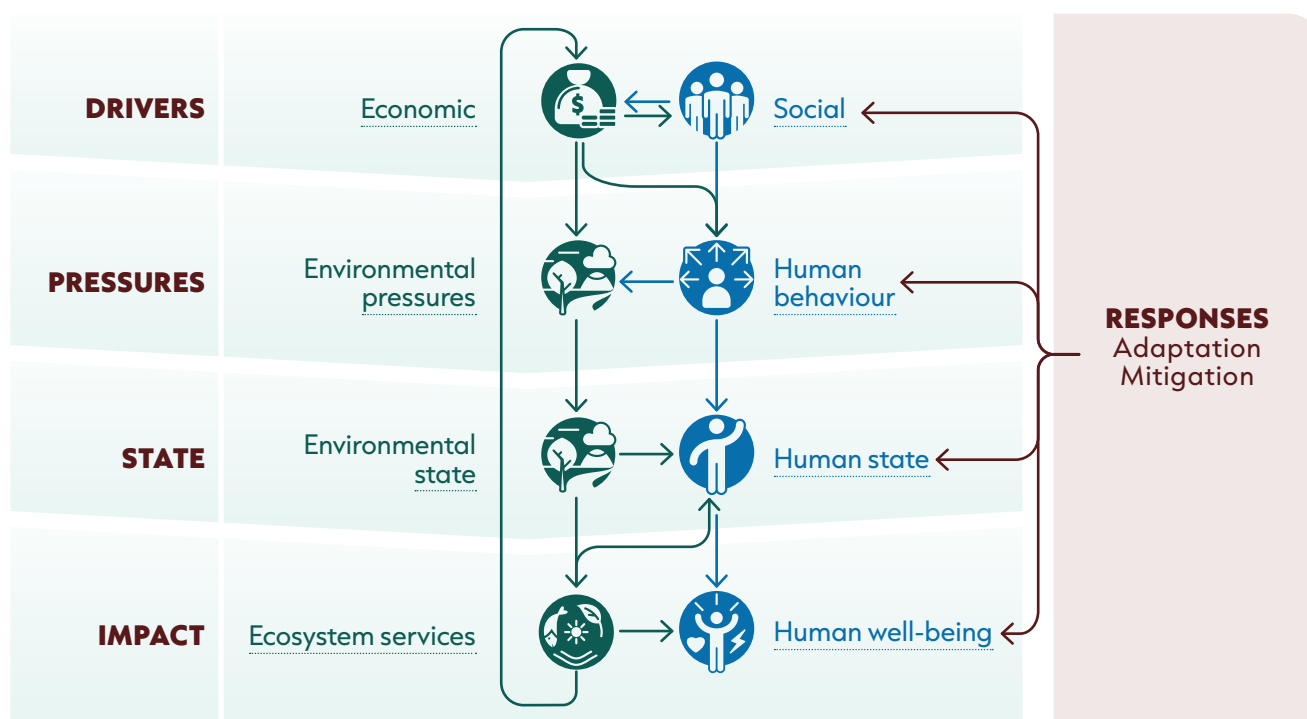 DRIVERS
Economic
$
Social
PRESSURES
Environmental
pressures
Human
behaviour
RESPONSES
Adaptation
Mitigation
STATE
Environmental
state
Human state
IMPACT
Ecosystem services
Human well-being